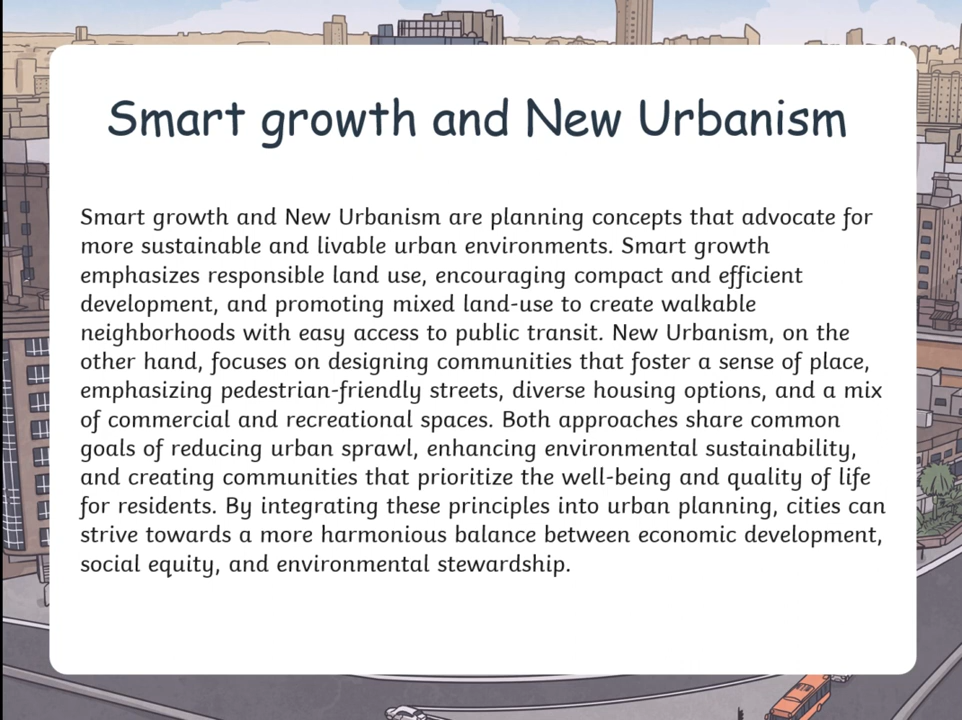 Smart growth and New Urbanism
Smart growth and New Urbanism are planning concepts that advocate for
more sustainable and livable urban environments. Smart growth
emphasizes responsible land use, encouraging compact and efficient
development, and promoting mixed land-use to create walkable
neighborhoods with easy access to public transit. New Urbanism, on the
other hand, focuses on designing communities that foster a sense of place,
emphasizing pedestrian-friendly streets, diverse housing options, and a mix
of commercial and recreational spaces. Both approaches share common
goals of reducing urban sprawl, enhancing environmental sustainability,
and creating communities that prioritize the well-being and quality of life
for residents. By integrating these principles into urban planning, cities can
strive towards a more harmonious balance between economic development,
social equity, and environmental stewardship.